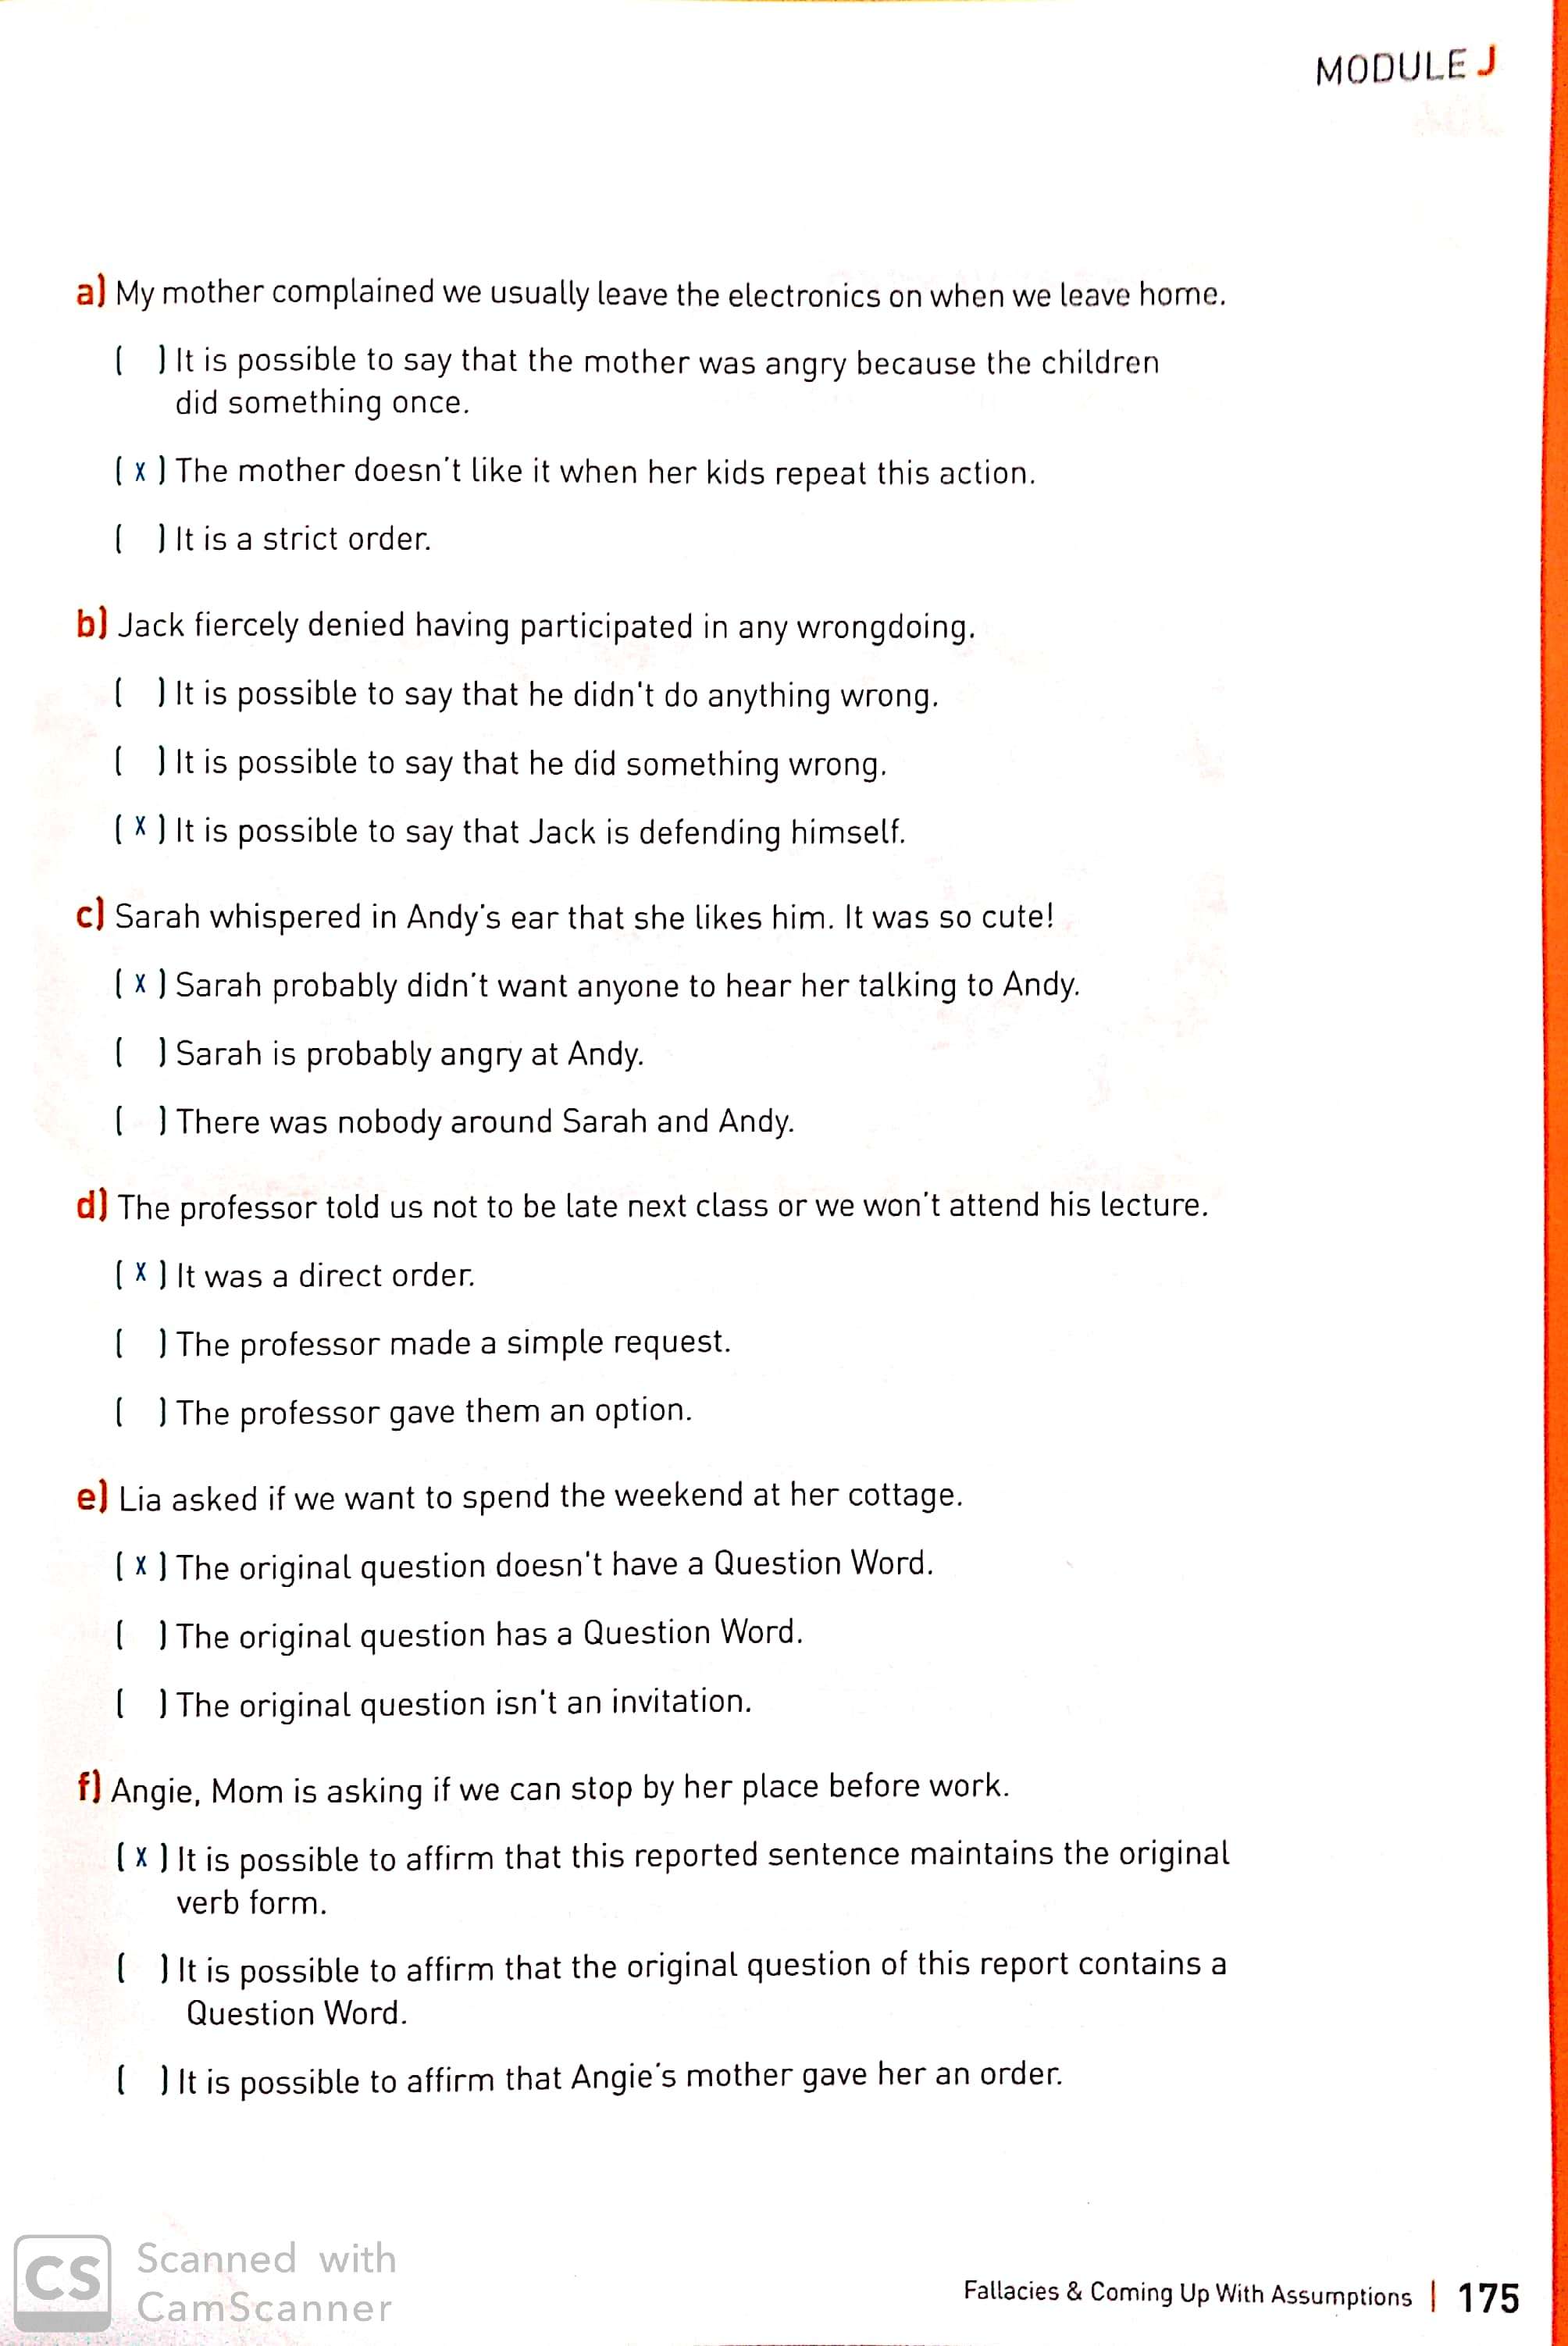 MODULE J
a) My mother complained we usually leave the electronics on when we leave home.
( ) It is possible to say that the mother was angry because the children
did something once.
( x ) The mother doesn't like it when her kids repeat this action.
( ) It is a strict order.
b) Jack fiercely denied having participated in any wrongdoing.
( ) It is possible to say that he didn't do anything wrong.
( ) It is possible to say that he did something wrong.
( x ) It is possible to say that Jack is defending himself.
c) Sarah whispered in Andy's ear that she likes him. It was so cute!
( x ) Sarah probably didn't want anyone to hear her talking to Andy.
( ) Sarah is probably angry at Andy.
( ) There was nobody around Sarah and Andy.
d) The professor told us not to be late next class or we won't attend his lecture.
( x ) It was a direct order.
( ) The professor made a simple request.
( ) The professor gave them an option.
e) Lia asked if we want to spend the weekend at her cottage.
( x ) The original question doesn't have a Question Word.
( ) The original question has a Question Word.
( ) The original question isn't an invitation.
f) Angie, Mom is asking if we can stop by her place before work.
( x ) It is possible to affirm that this reported sentence maintains the original
verb form.
( ) It is possible to affirm that the original question of this report contains a
Question Word.
( ) It is possible to affirm that Angie's mother gave her an order.
CS
Scanned with
CamScanner
Fallacies & Coming Up With Assumptions | 175